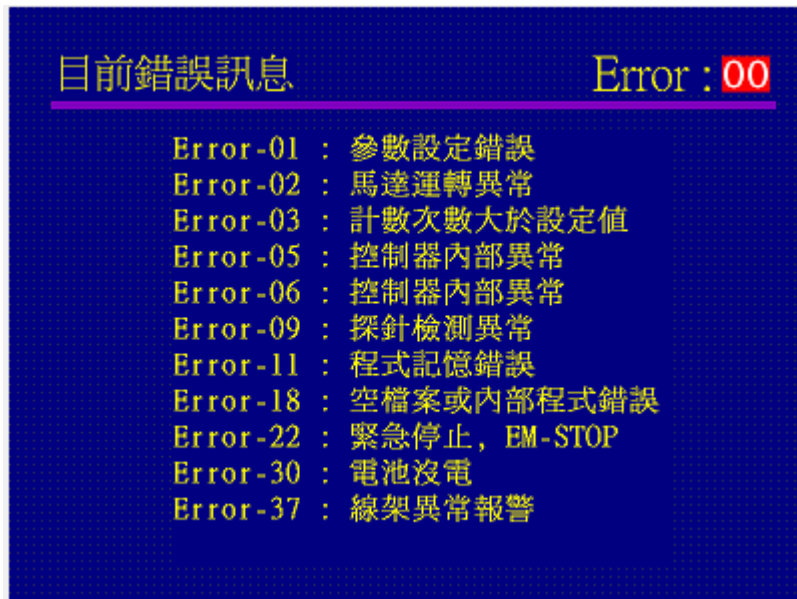 目前錯誤訊息 Error : 00
Error-01 : 參數設定錯誤
Error-02 : 馬達運轉異常
Error-03 : 計數次數大於設定值
Error-05 : 控制器內部異常
Error-06 : 控制器內部異常
Error-09 : 探針檢測異常
Error-11 : 程式記憶錯誤
Error-18 : 空檔案或內部程式錯誤
Error-22 : 緊急停止, EM-STOP
Error-30 : 電池沒電
Error-37 : 線架異常報警